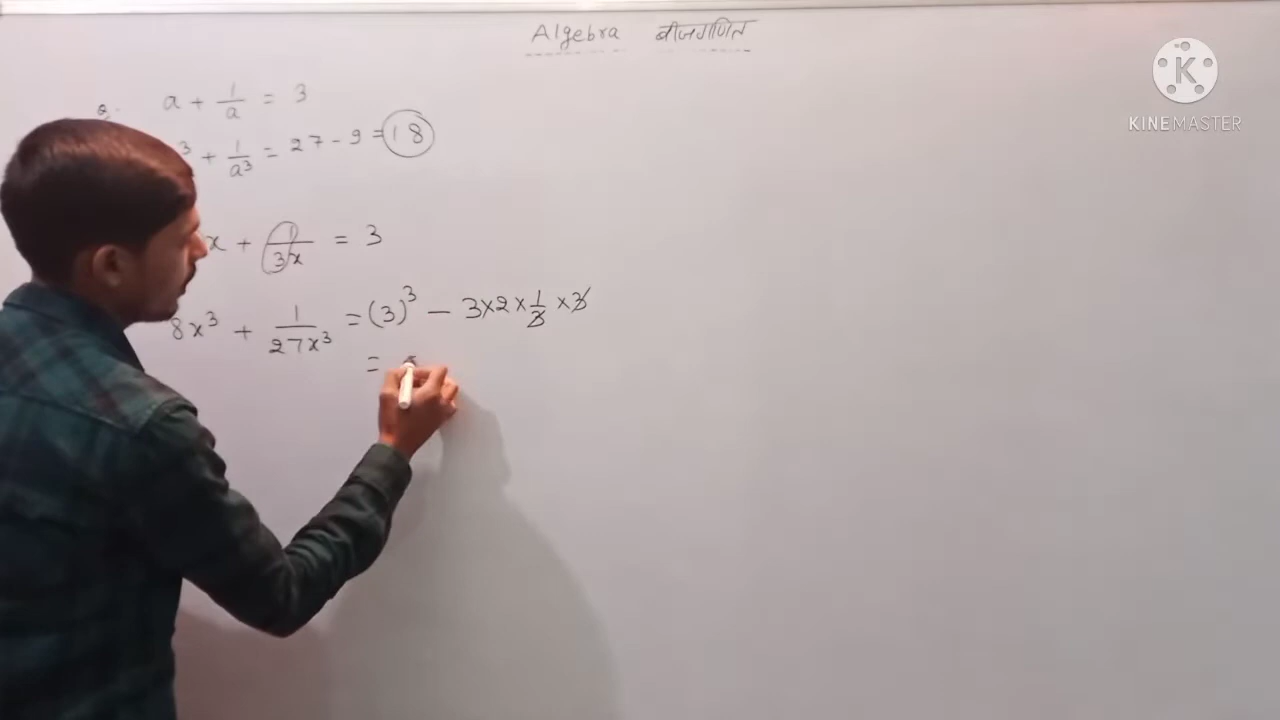 Algebra बीजगणित
K
KINEMASTER
Q. a + 1/a = 3
3 + 1/a³ = 27 - 9 = 18
x + 1/3x = 3
8x³ + 1/27x³ = (3)³ - 3×2×1/3×3
=